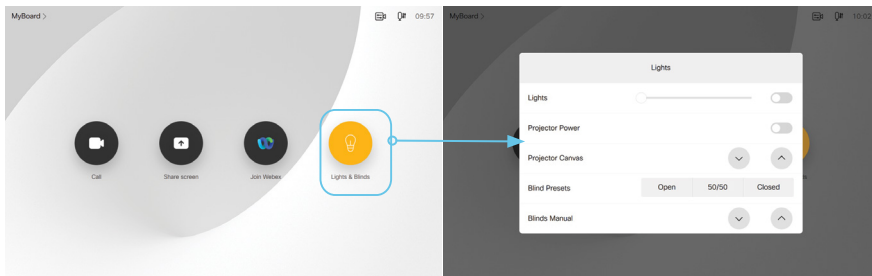 MyBoard >
09:57
Call
Share screen
Join Webex
Lights & Blinds
MyBoard >
10:02
Lights
Lights
Projector Power
Projector Canvas
Blind Presets
Open
50/50
Closed
Blinds Manual